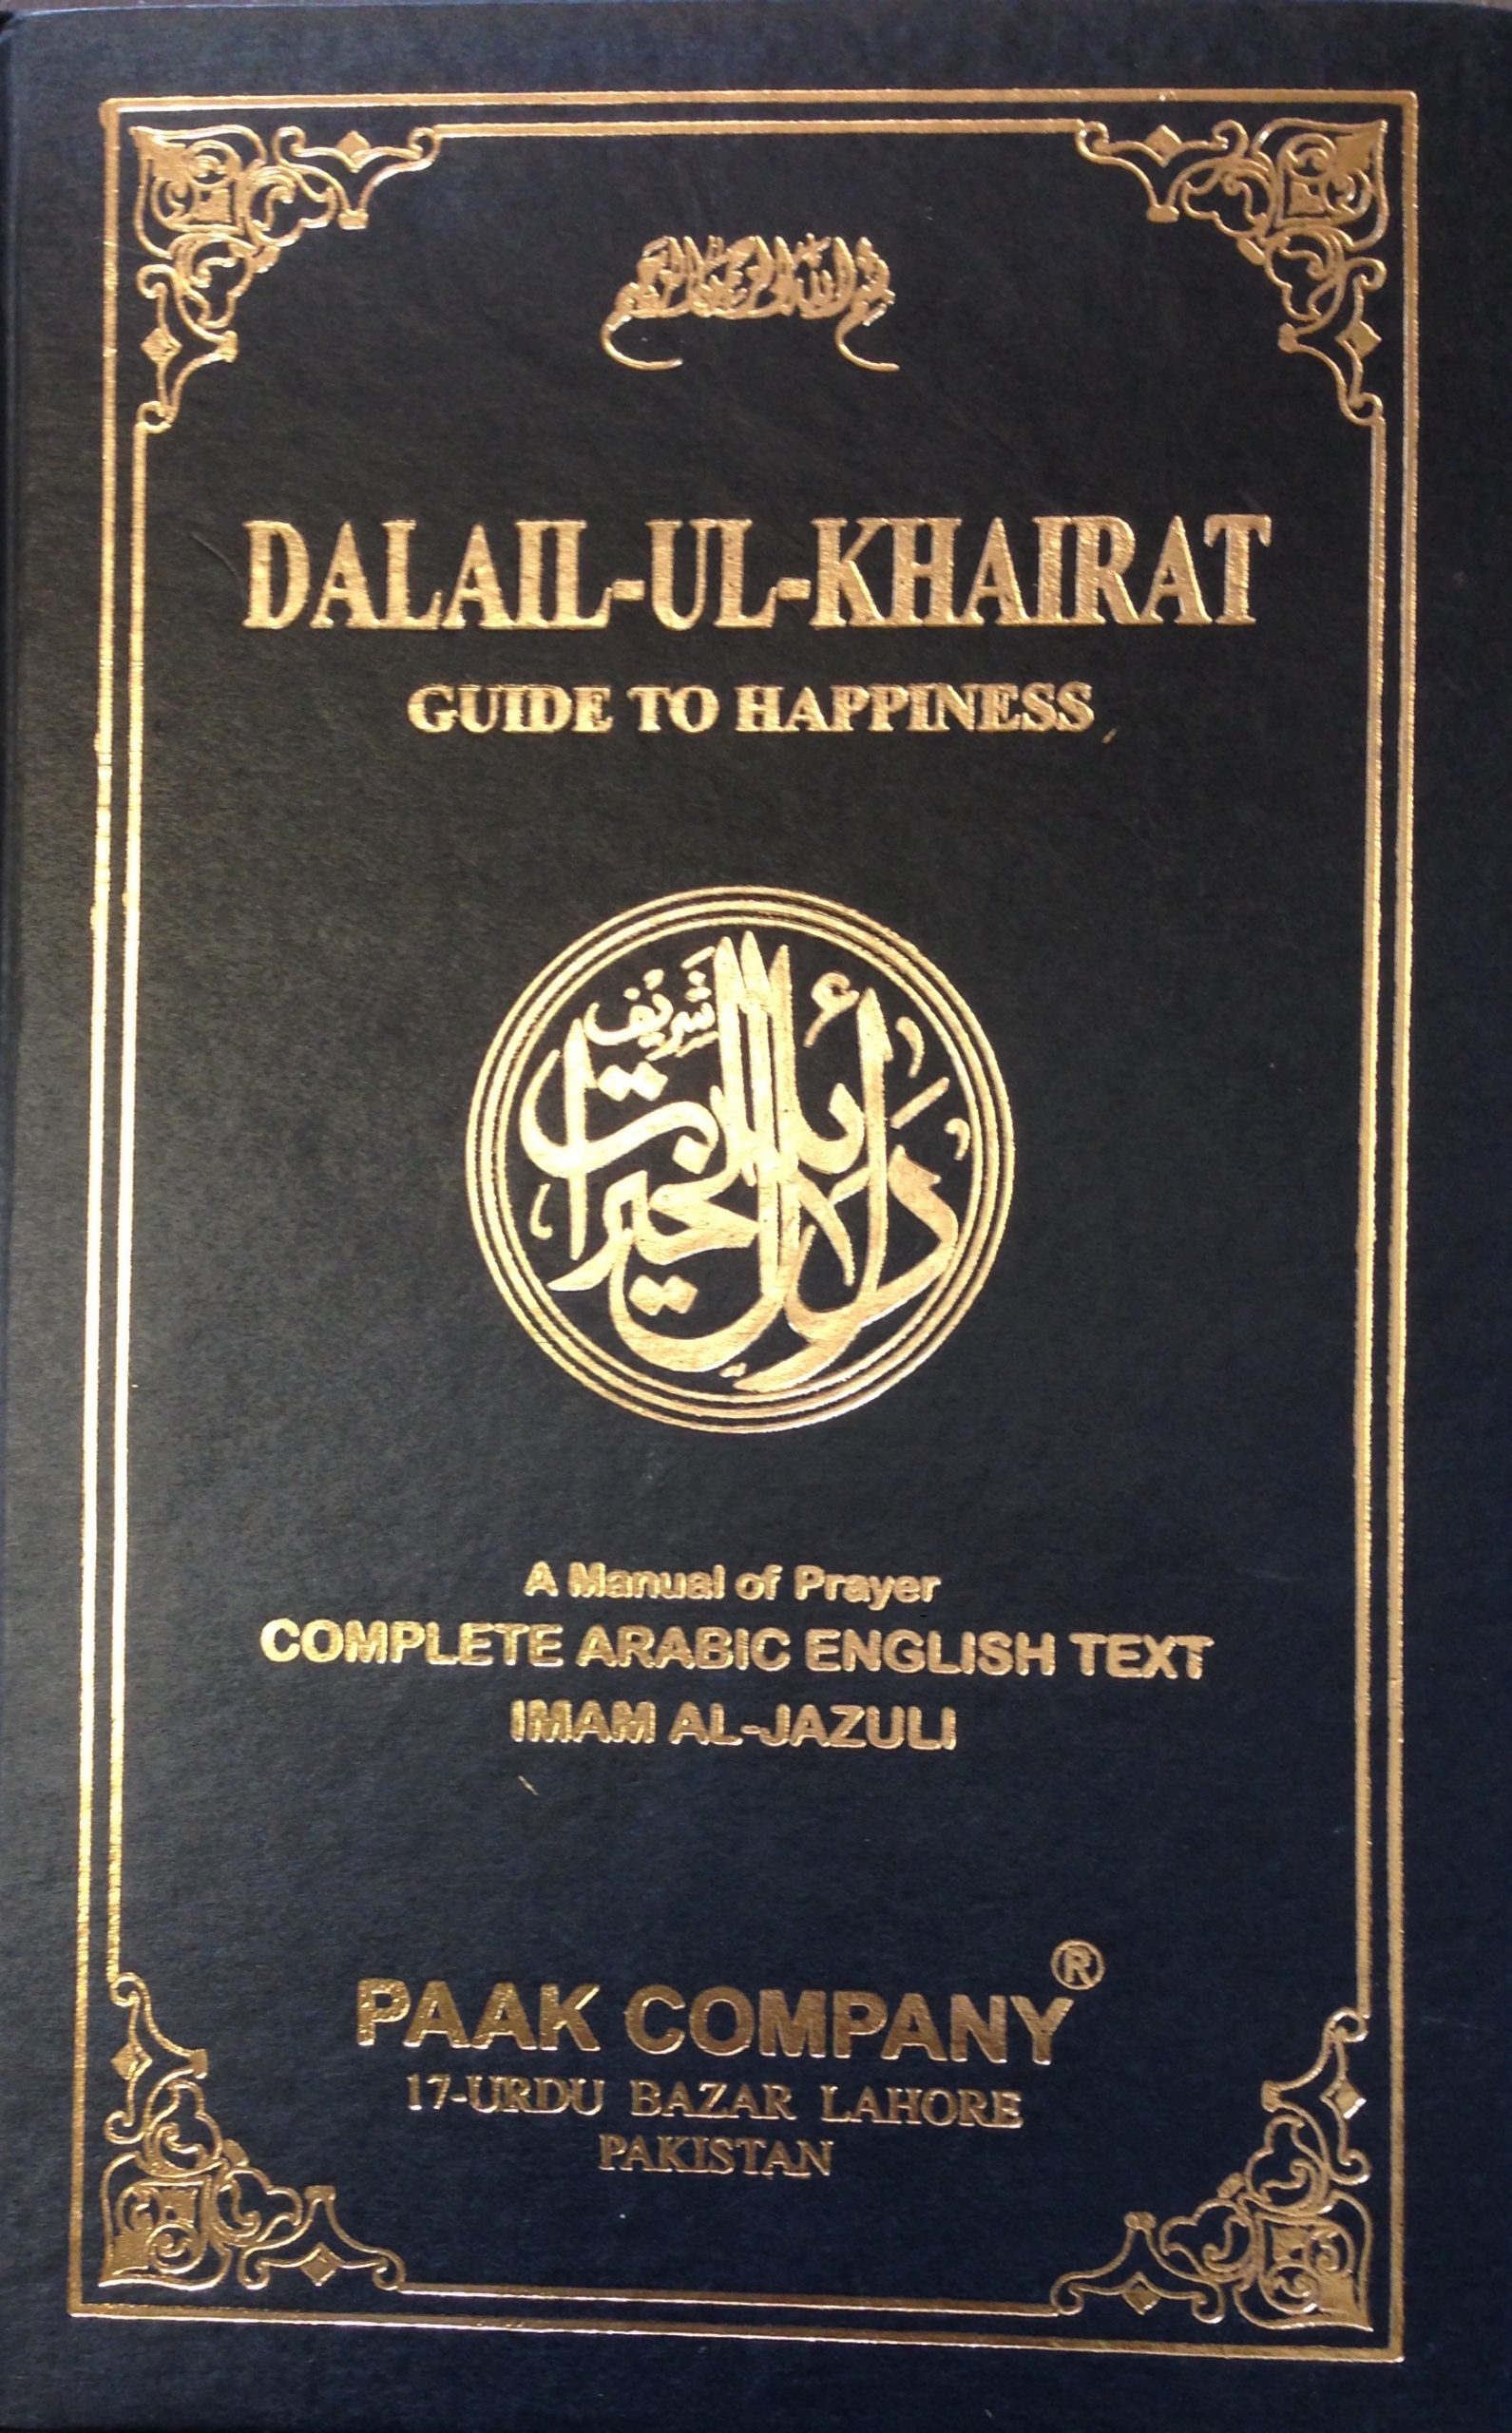 بسم الله الرحمن الرحيم
DALAIL-UL-KHAIRAT
GUIDE TO HAPPINESS
دلائل الخيرات شريف
A Manual of Prayer
COMPLETE ARABIC ENGLISH TEXT
IMAM AL-JAZULI
PAAK COMPANY®
17-URDU BAZAR LAHORE
PAKISTAN